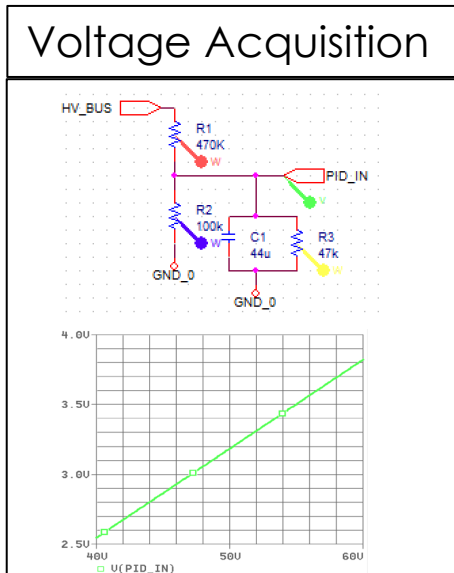 Voltage Acquisition
HV_BUS
R1
470K
W
PID_IN
V
R2
100k
W
C1
44u
R3
47k
W
GND_0
GND_0
4.0V
3.5V
3.0V
2.5V
40V 50V 60V
V(PID_IN)